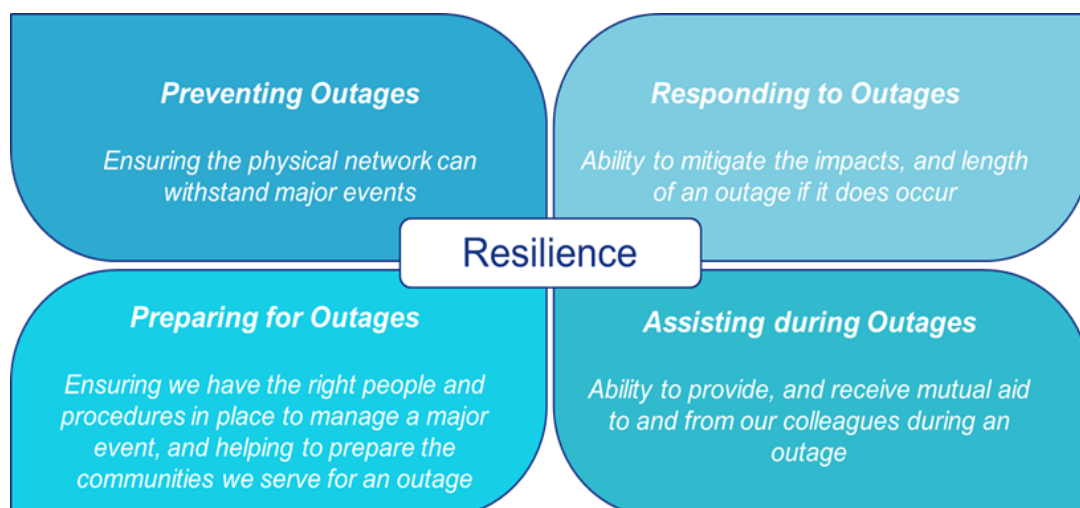 Preventing Outages
Ensuring the physical network can
withstand major events
Responding to Outages
Ability to mitigate the impacts, and length
of an outage if it does occur
Resilience
Preparing for Outages
Ensuring we have the right people and
procedures in place to manage a major
event, and helping to prepare the
communities we serve for an outage
Assisting during Outages
Ability to provide, and receive mutual aid
to and from our colleagues during an
outage